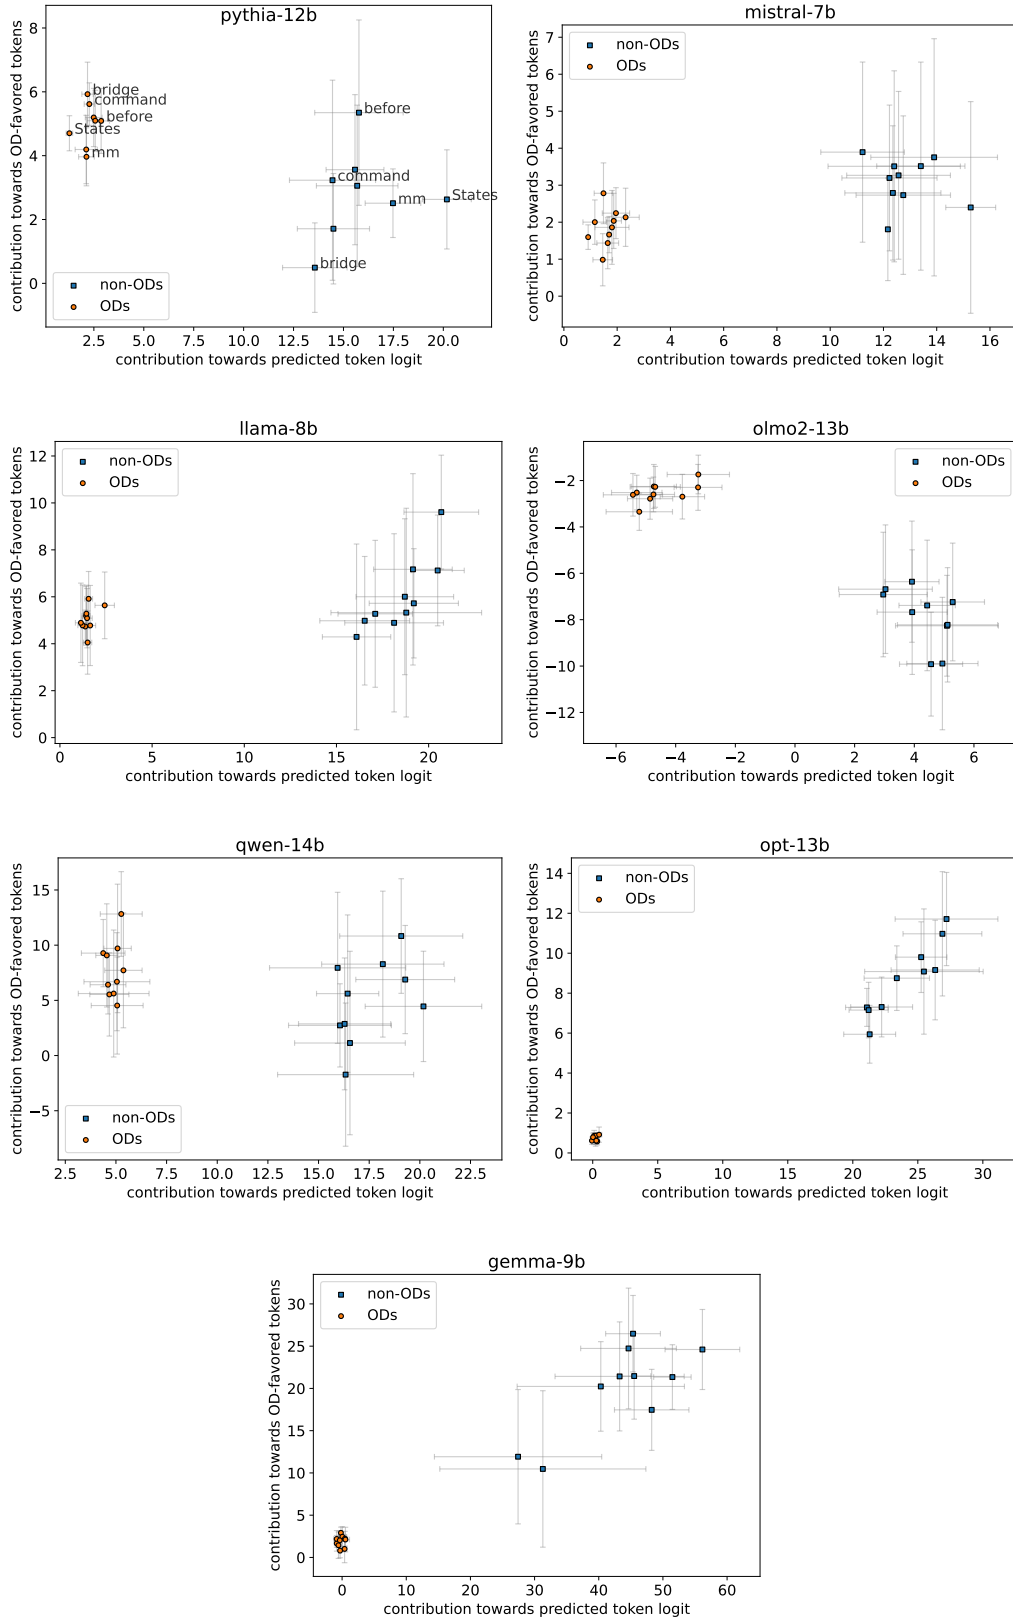 pythia-12b
contribution towards OD-favored tokens
8
6
4
2
0
bridge
command
before
States
mm
before
command
mm
States
bridge
non-ODs
ODs
2.5 5.0 7.5 10.0 12.5 15.0 17.5 20.0
contribution towards predicted token logit
mistral-7b
contribution towards OD-favored tokens
7
6
5
4
3
2
1
0
non-ODs
ODs
0 2 4 6 8 10 12 14 16
contribution towards predicted token logit
llama-8b
contribution towards OD-favored tokens
12
10
8
6
4
2
0
non-ODs
ODs
0 5 10 15 20
contribution towards predicted token logit
olmo2-13b
contribution towards OD-favored tokens
−2
−4
−6
−8
−10
−12
non-ODs
ODs
−6 −4 −2 0 2 4 6
contribution towards predicted token logit
qwen-14b
contribution towards OD-favored tokens
15
10
5
0
−5
non-ODs
ODs
2.5 5.0 7.5 10.0 12.5 15.0 17.5 20.0 22.5
contribution towards predicted token logit
opt-13b
contribution towards OD-favored tokens
14
12
10
8
6
4
2
0
non-ODs
ODs
0 5 10 15 20 25 30
contribution towards predicted token logit
gemma-9b
contribution towards OD-favored tokens
30
25
20
15
10
5
0
non-ODs
ODs
0 10 20 30 40 50 60
contribution towards predicted token logit